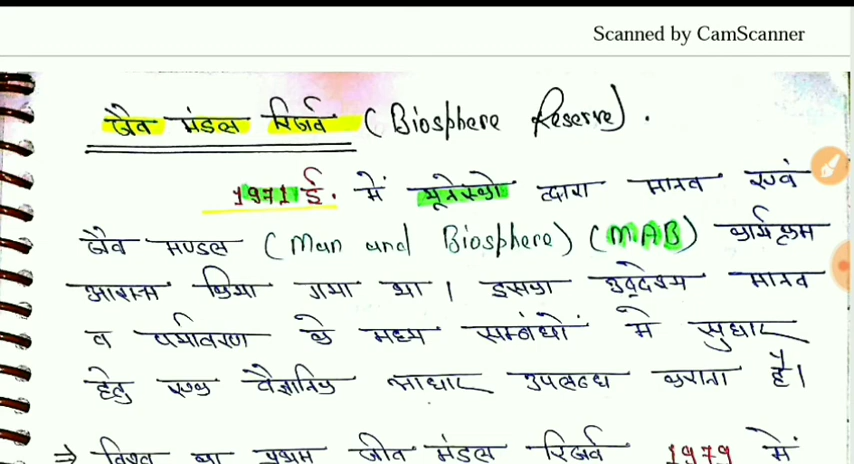 Scanned by CamScanner
जैव मंडल रिजर्व (Biosphere Reserve).
1971 ई. में यूनेस्को द्वारा मानव एवं
जैव मण्डल (Man and Biosphere) (MAB) कार्यक्रम
आरम्भ किया गया था। इसका उद्देश्य मानव
व पर्यावरण के मध्य सम्बंधों में सुधार
हेतु एक वैज्ञानिक आधार उपलब्ध कराना है।
⇒ विश्व का प्रथम जीव मंडल रिजर्व 1979 में